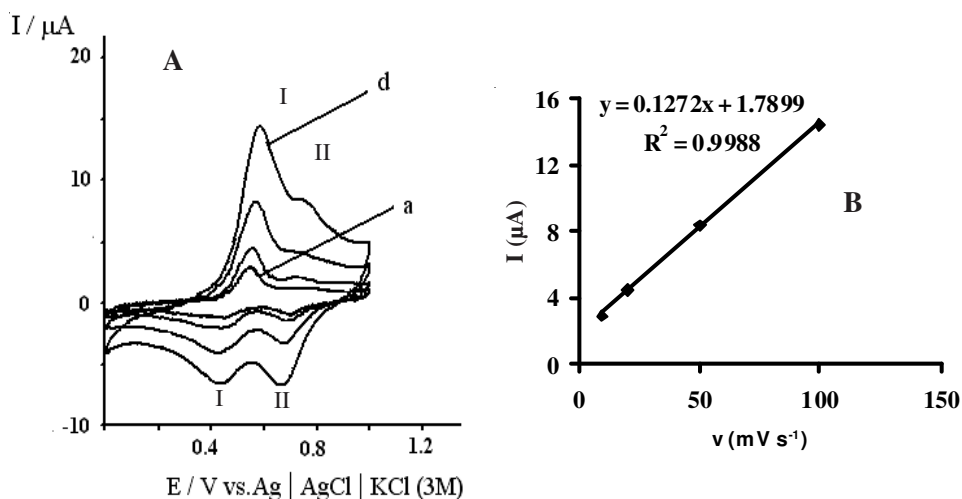 I / μA
20
A
I
d
II
10
a
0
I
II
-10
0.4
0.8
1.2
E / V vs.Ag | AgCl | KCl (3M)
16
y = 0.1272x + 1.7899
R² = 0.9988
12
B
I (μA)
8
4
0
0
50
100
150
v (mV s⁻¹)